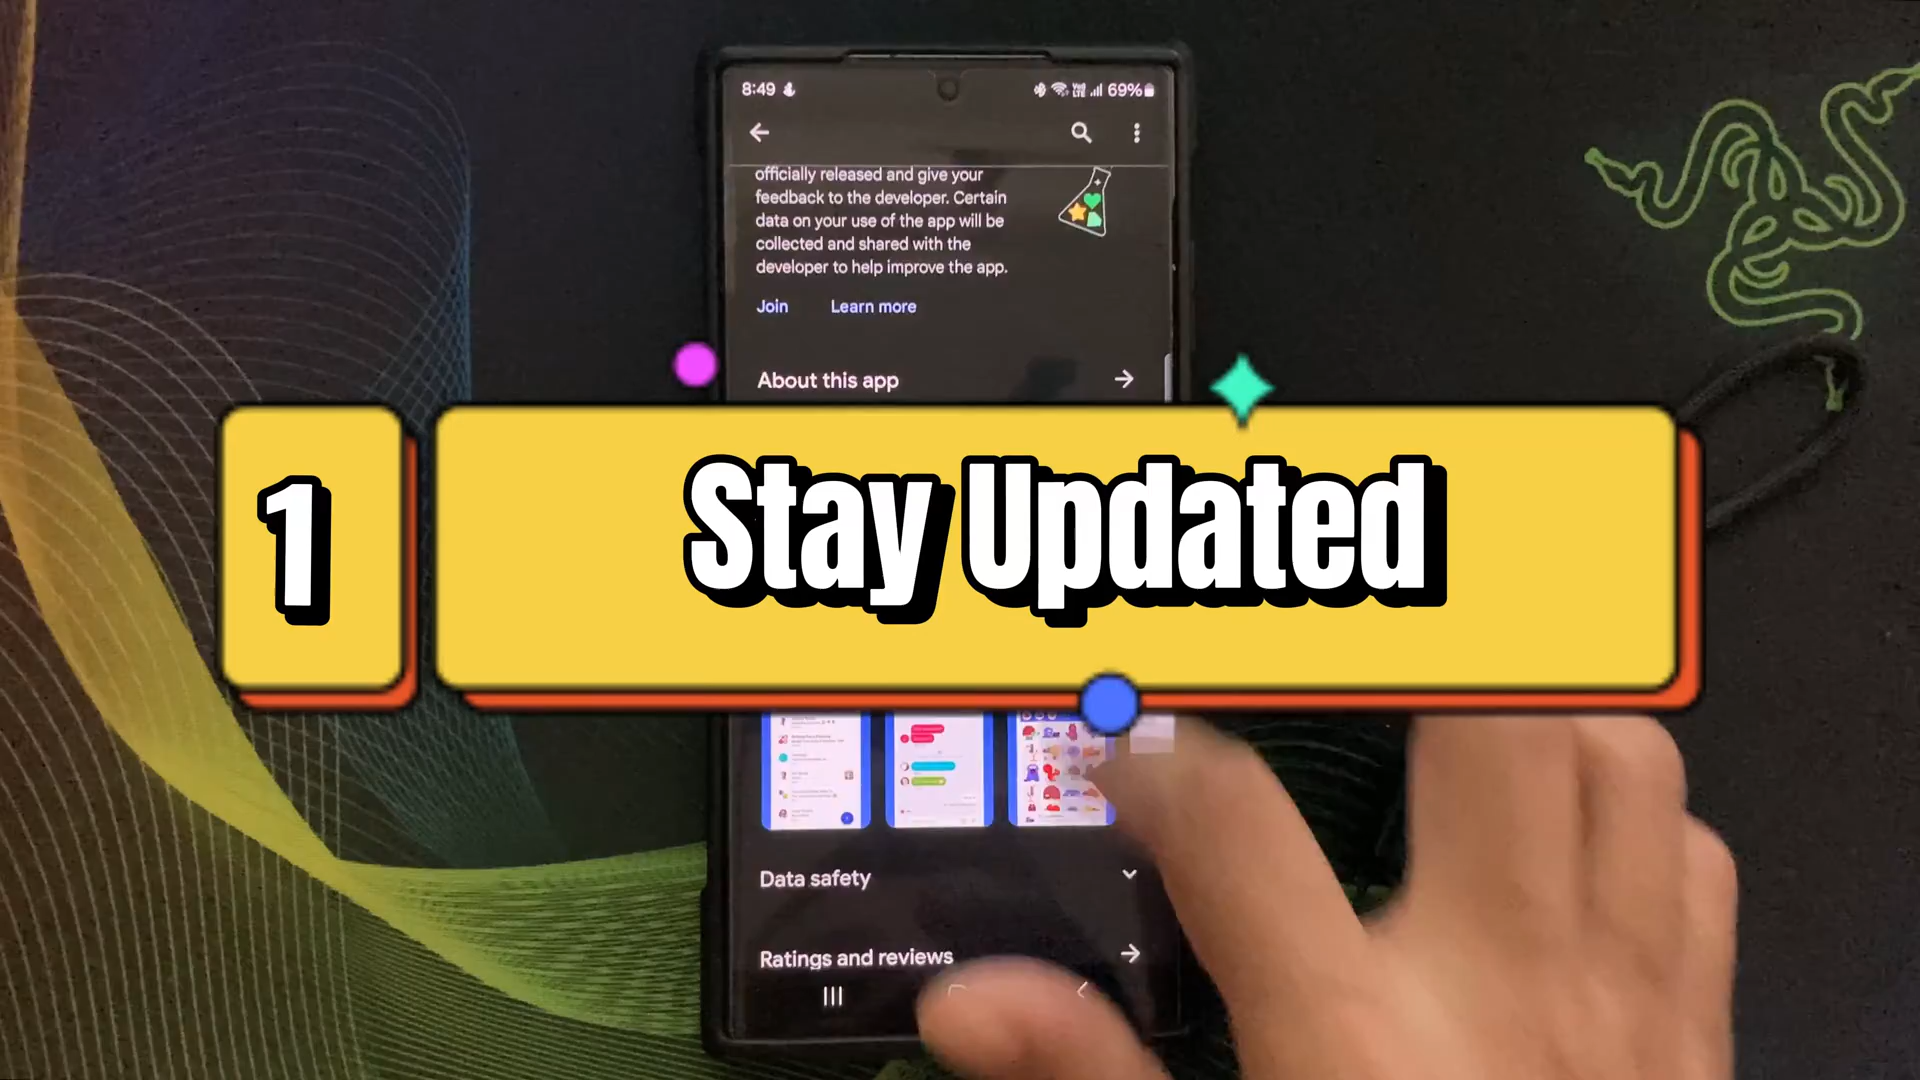 8:49
69%
officially released and give your
feedback to the developer. Certain
data on your use of the app will be
collected and shared with the
developer to help improve the app.
Join Learn more
About this app
1 Stay Updated
Data safety
Ratings and reviews